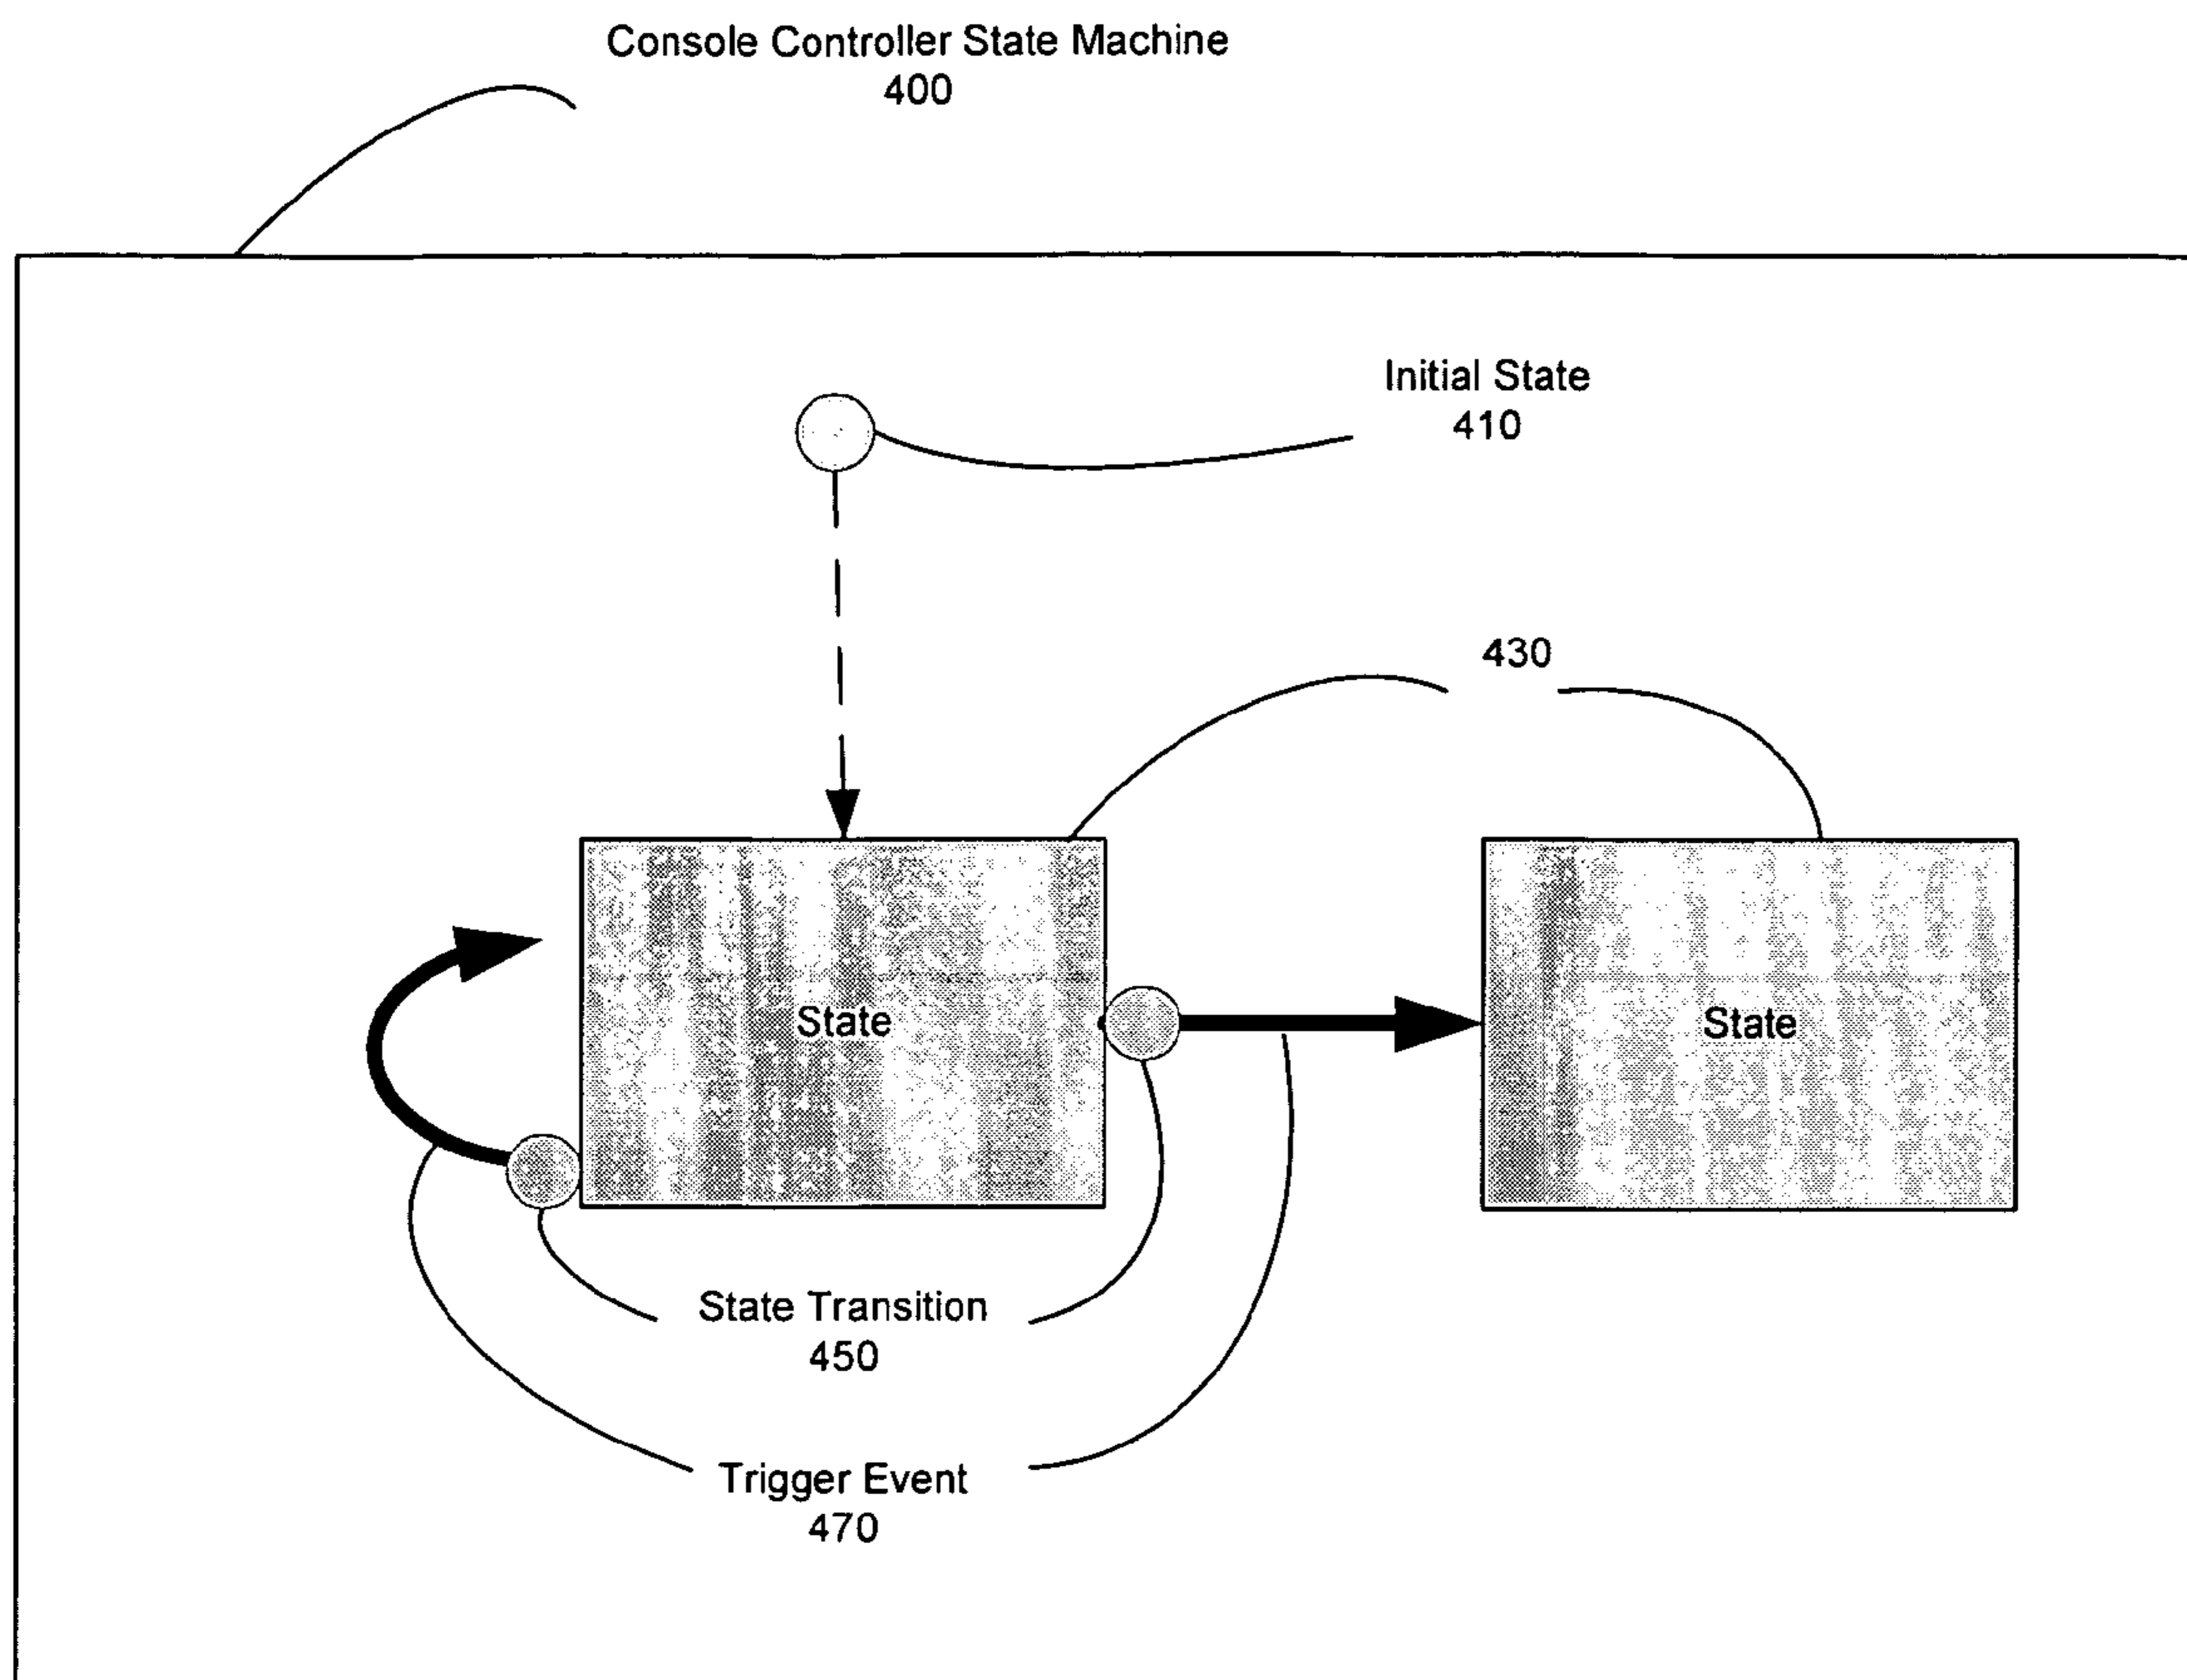 Console Controller State Machine
400
Initial State
410
430
State
State
State Transition
450
Trigger Event
470